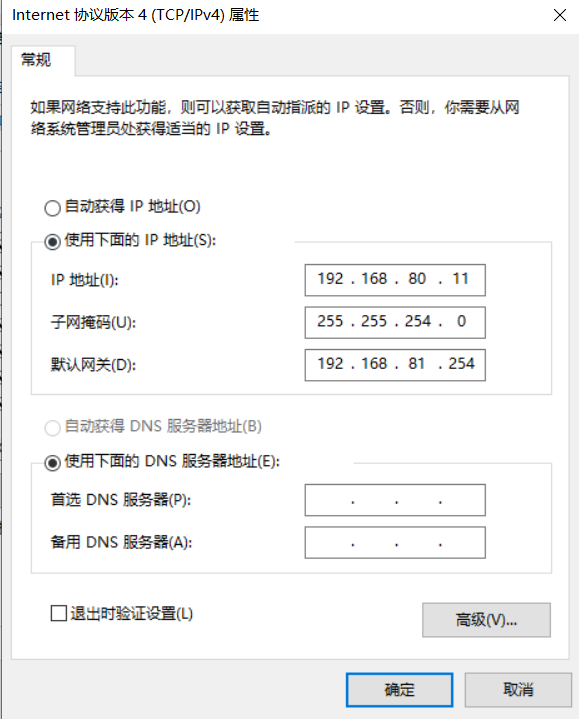 Internet 协议版本 4 (TCP/IPv4) 属性
常规
如果网络支持此功能，则可以获取自动指派的 IP 设置。否则，你需要从网
络系统管理员处获得适当的 IP 设置。
自动获得 IP 地址(O)
使用下面的 IP 地址(S):
IP 地址(I): 192 . 168 . 80 . 11
子网掩码(U): 255 . 255 . 254 . 0
默认网关(D): 192 . 168 . 81 . 254
自动获得 DNS 服务器地址(B)
使用下面的 DNS 服务器地址(E):
首选 DNS 服务器(P): . . .
备用 DNS 服务器(A): . . .
退出时验证设置(L)
高级(V)...
确定 取消